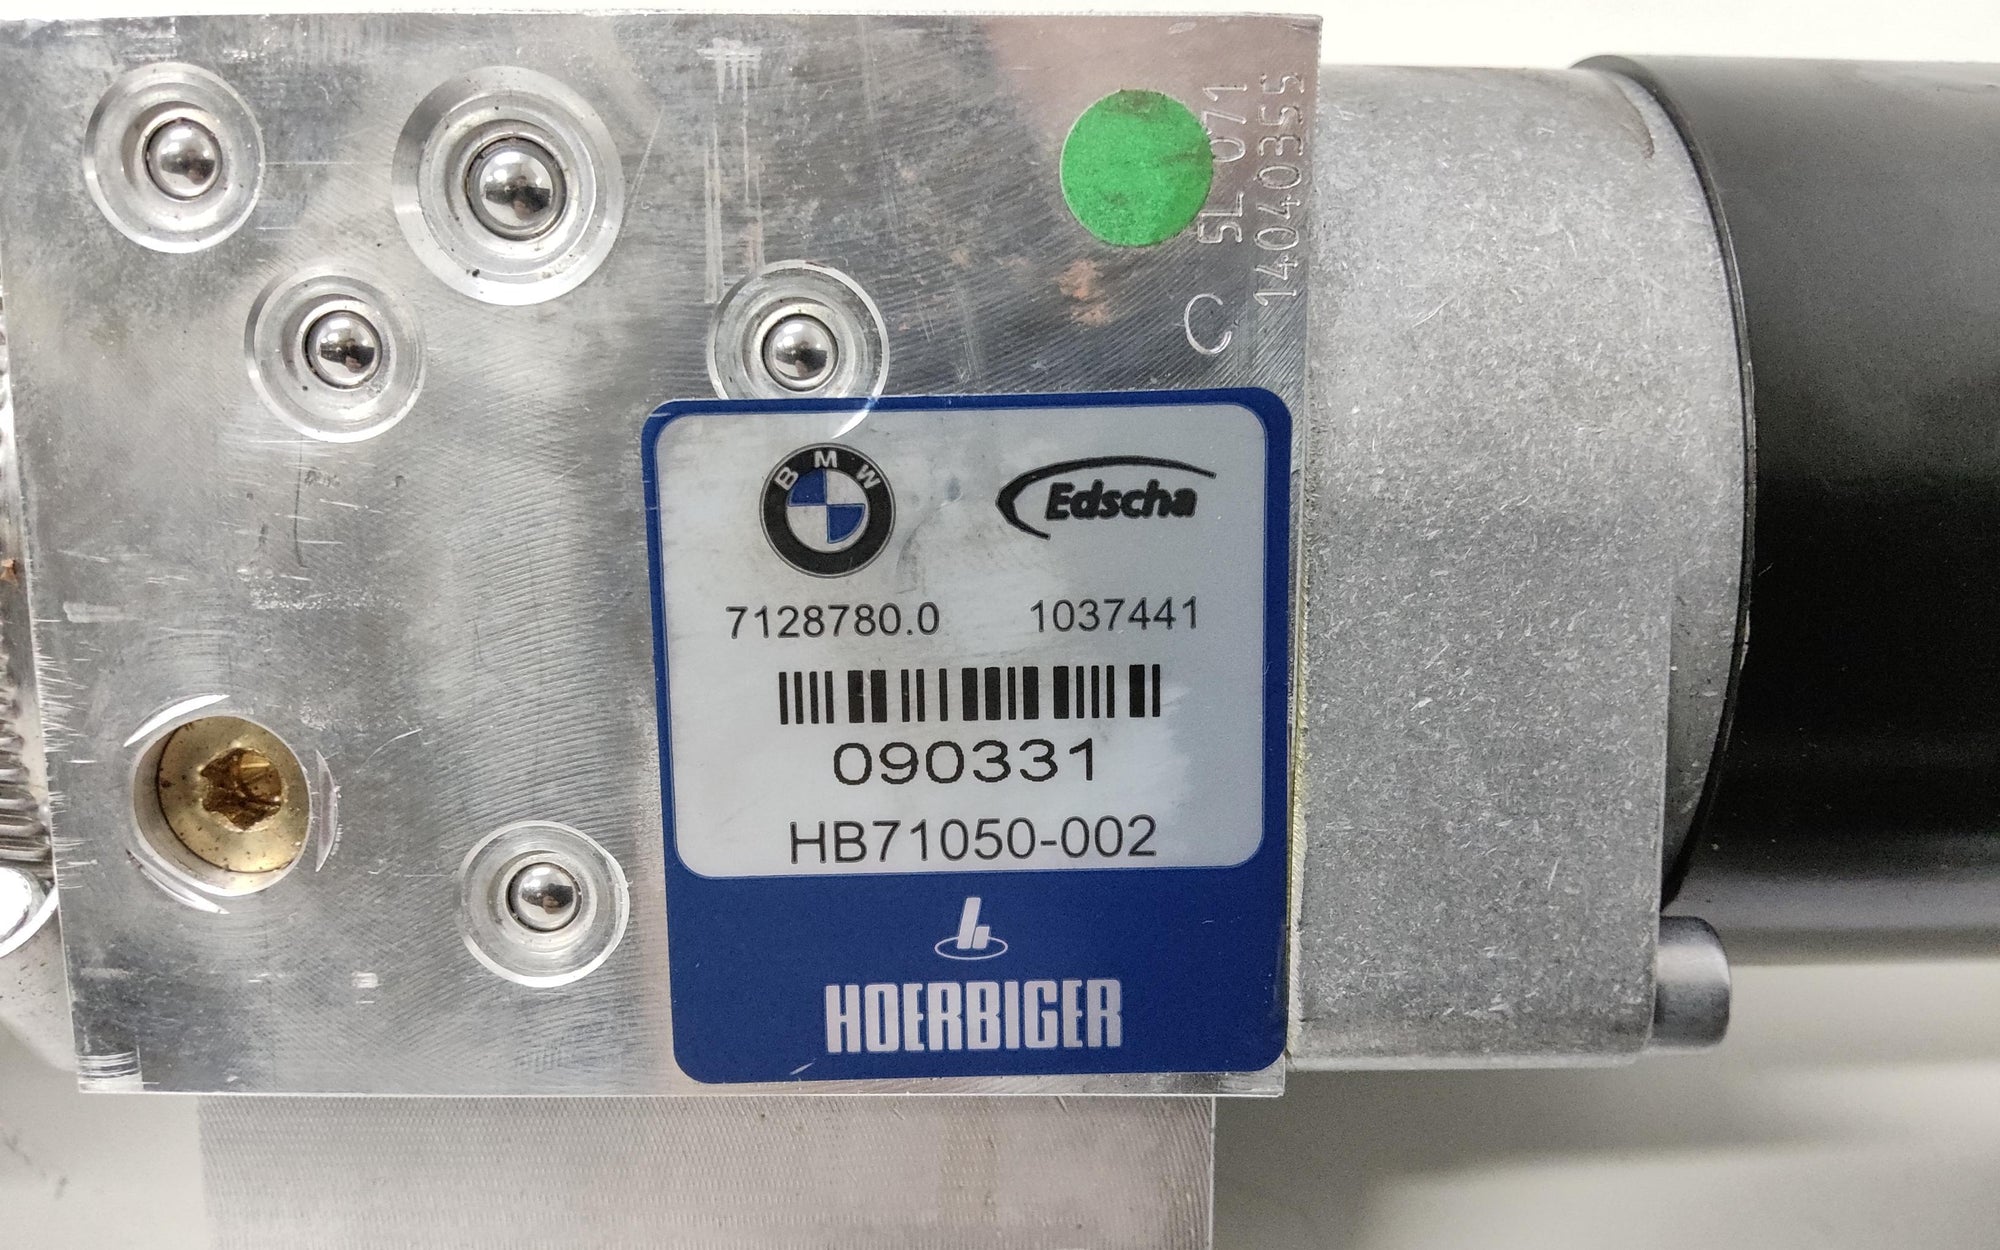 5L 071
14040355
C
BMW
Edscha
7128780.0 1037441
090331
HB71050-002
HOERBIGER